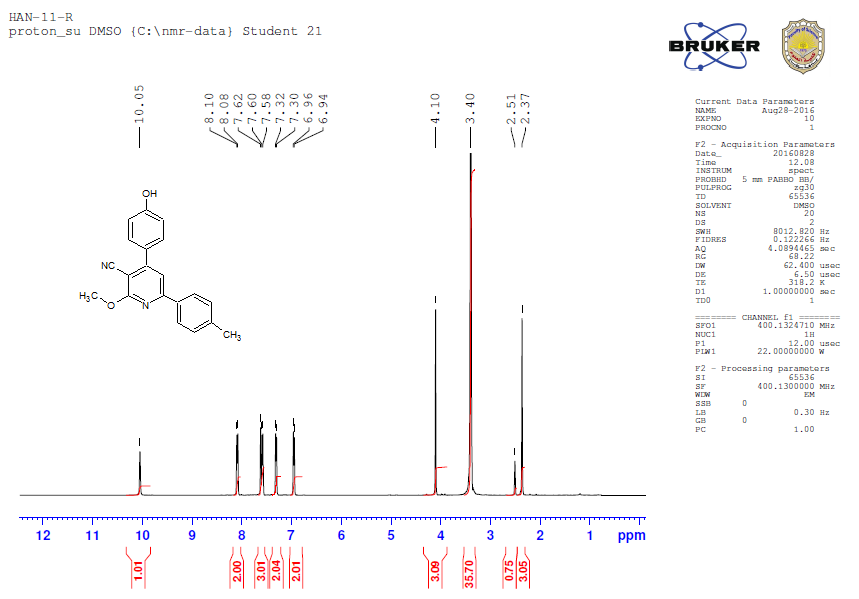 HAN-11-R
proton_su DMSO {C:\nmr-data} Student 21
BRUKER
10.05
8.10
8.08
7.62
7.60
7.58
7.32
7.30
6.96
6.94
4.10
3.40
2.51
2.37
OH
NC
H3C
O
N
CH3
12 11 10 9 8 7 6 5 4 3 2 1 ppm
1.01
2.00
3.01
2.04
2.01
3.09
35.70
0.75
3.05
Current Data Parameters
NAME Aug28-2016
EXPNO 10
PROCNO 1
F2 - Acquisition Parameters
Date_ 20160828
Time 12.08
INSTRUM spect
PROBHD 5 mm PABBO BB/
PULPROG zg30
TD 65536
SOLVENT DMSO
NS 20
DS 2
SWH 8012.820 Hz
FIDRES 0.122266 Hz
AQ 4.0894465 sec
RG 68.22
DW 62.400 usec
DE 6.50 usec
TE 318.2 K
D1 1.00000000 sec
TD0 1
======== CHANNEL f1 ========
SFO1 400.1324710 MHz
NUC1 1H
P1 12.00 usec
PLW1 22.00000000 W
F2 - Processing parameters
SI 65536
SF 400.1300000 MHz
WDW EM
SSB 0
LB 0.30 Hz
GB 0
PC 1.00